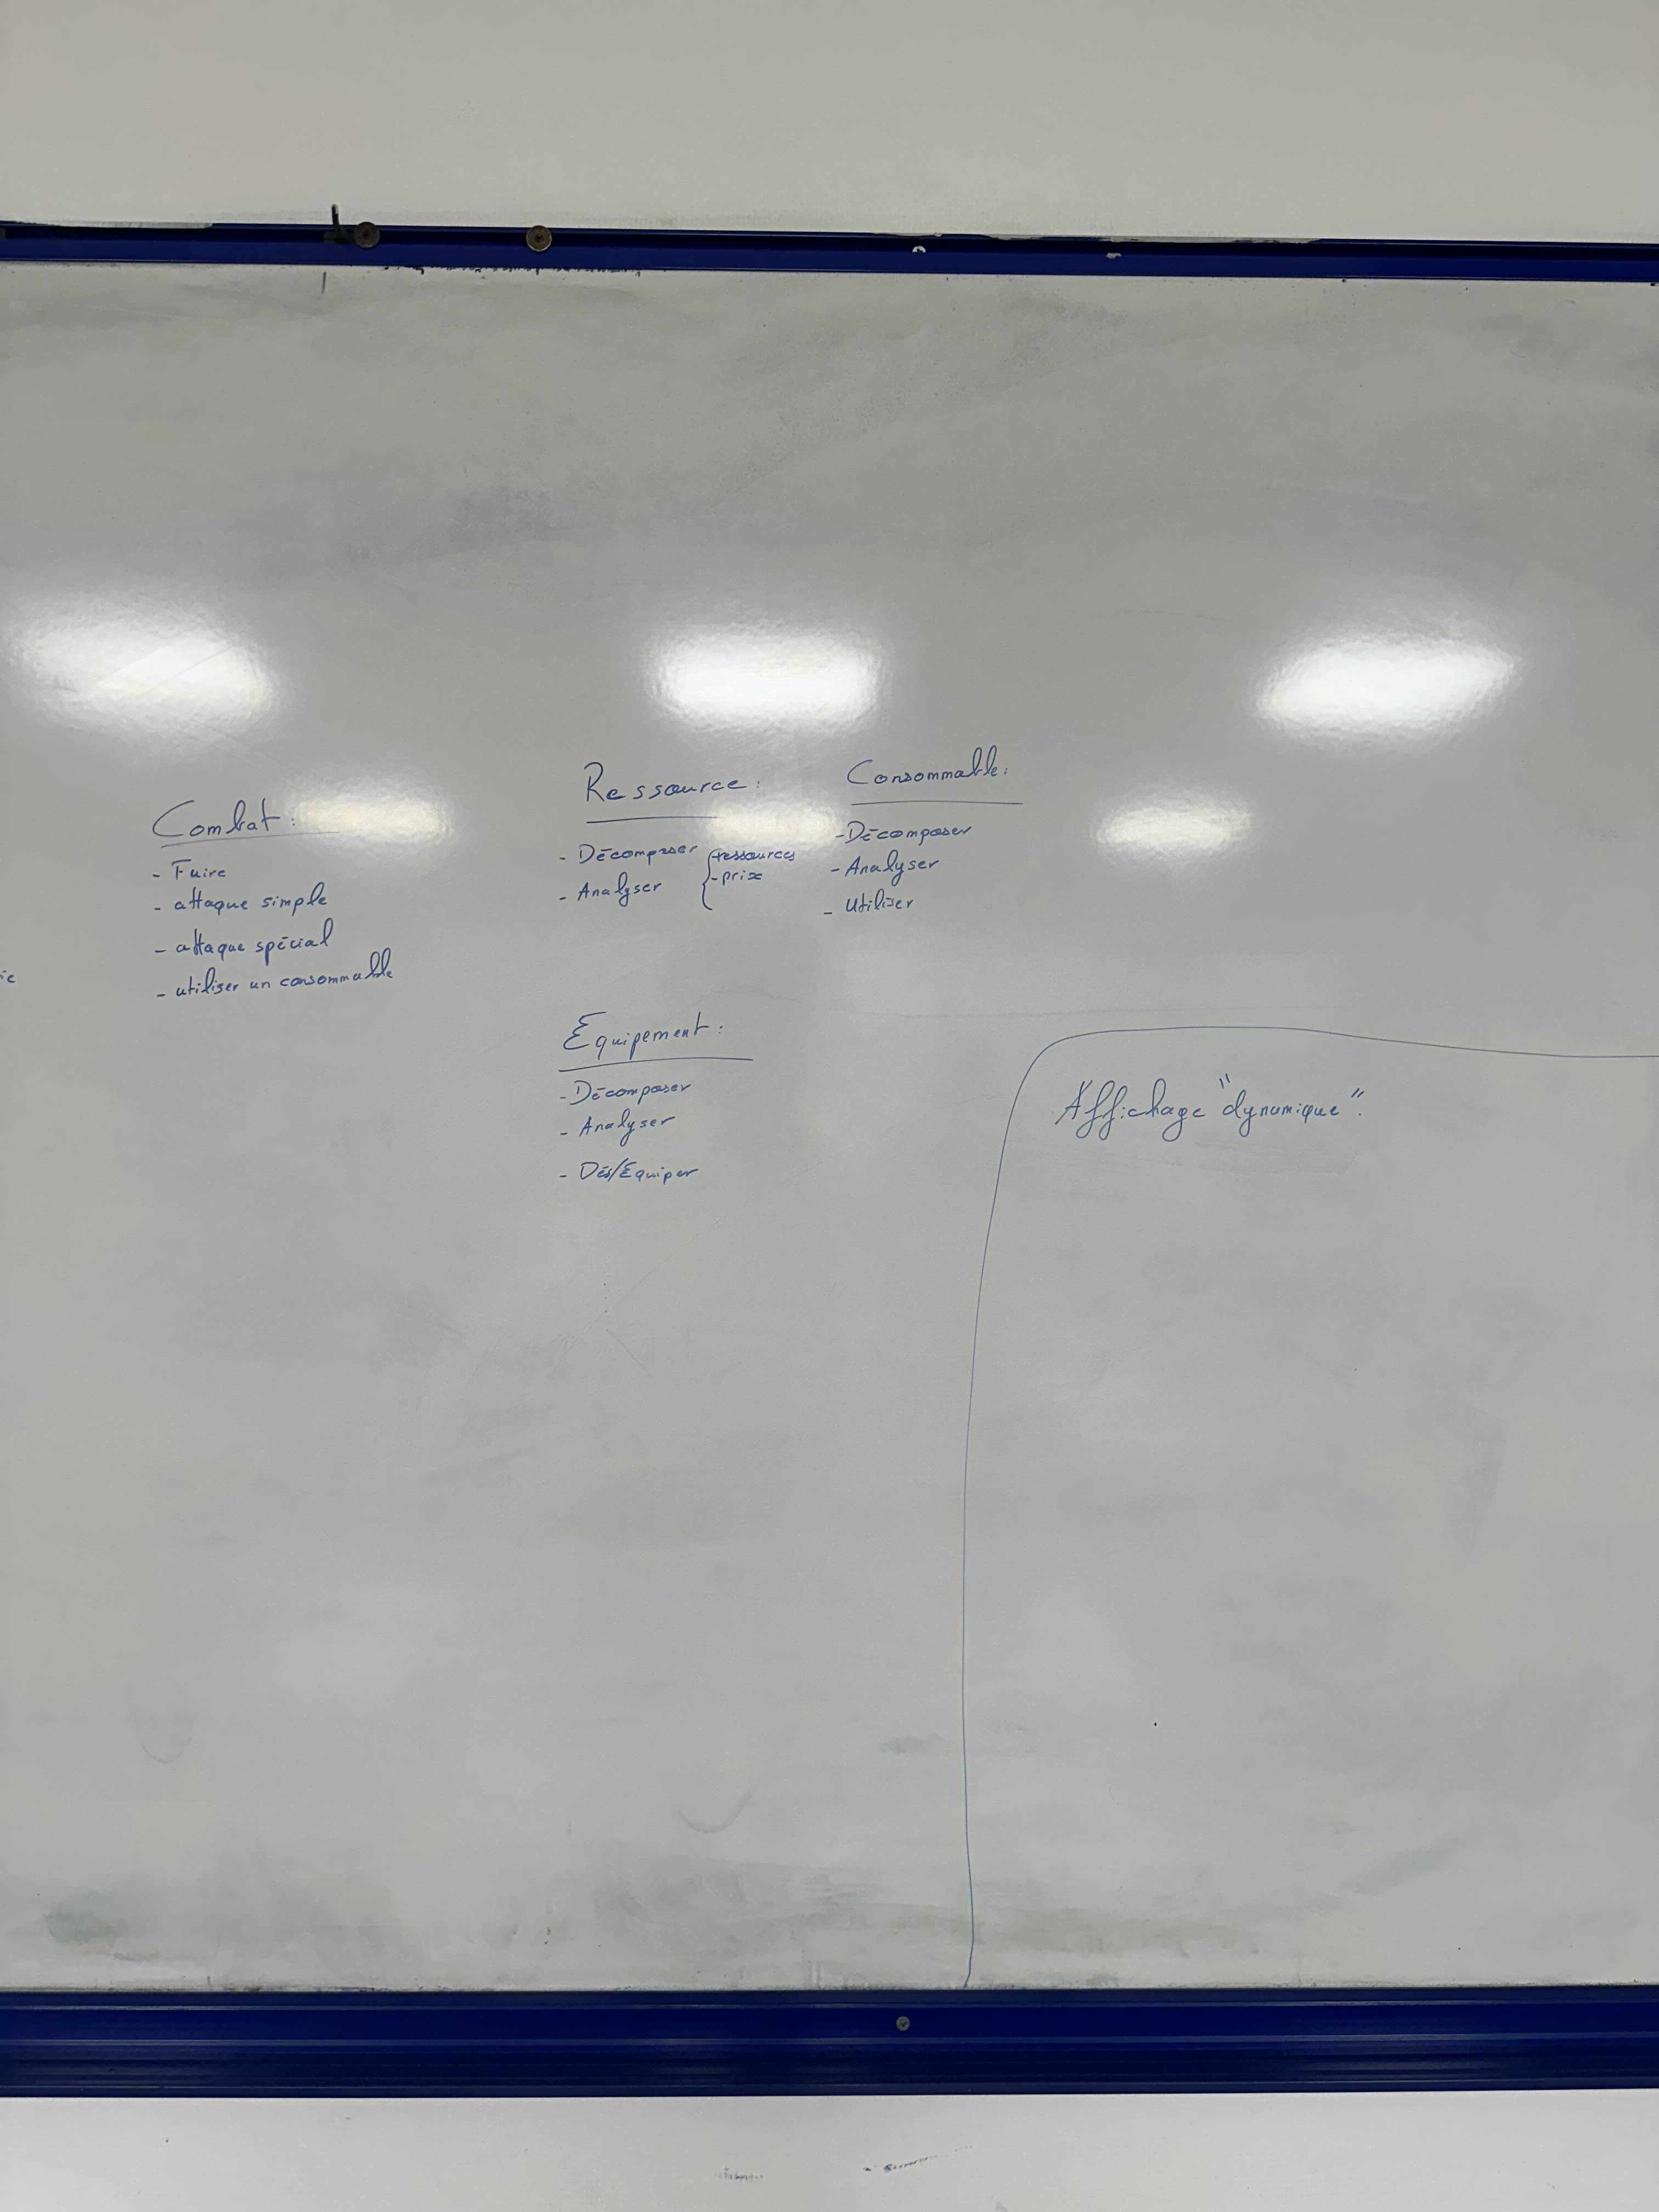 Combat :
- Fuire
- attaque simple
- attaque spécial
- utiliser un consommable
Ressource :
- Décomposer
- Analyser
- ressources
- prix
Consommable :
- Décomposer
- Analyser
- Utiliser
Equipement :
- Décomposer
- Analyser
- Dés/Equiper
Affichage "dynamique".